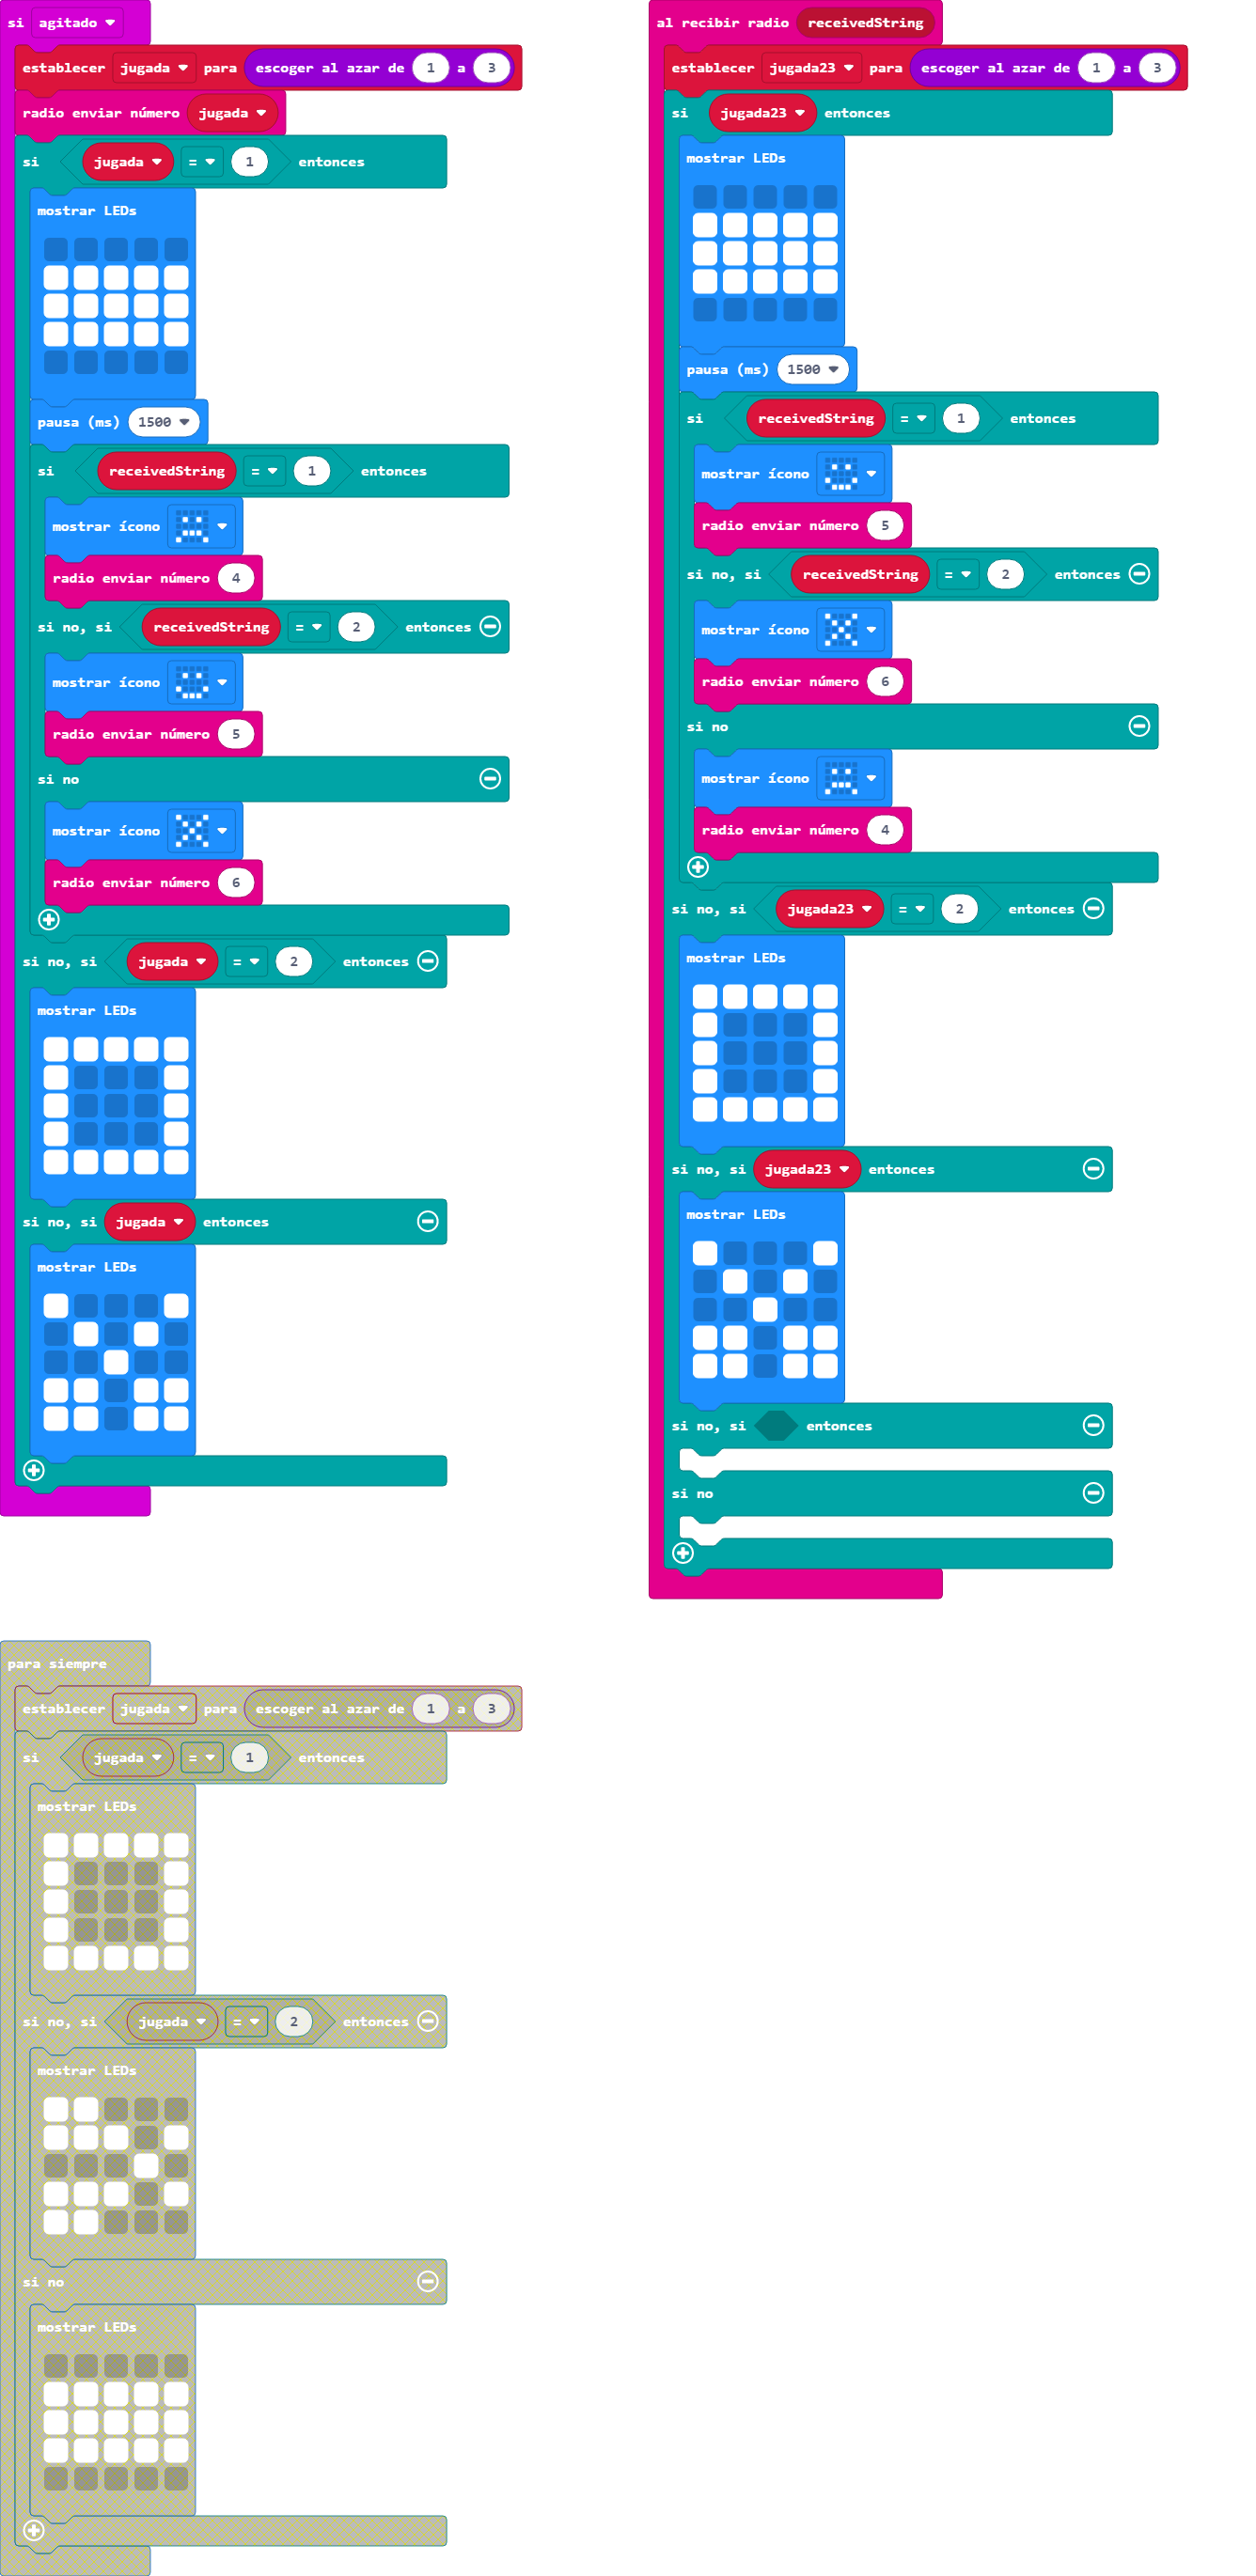 si agitado
establecer jugada para escoger al azar de 1 a 3
radio enviar número jugada
si jugada = 1 entonces
mostrar LEDs
pausa (ms) 1500
si receivedString = 1 entonces
mostrar ícono
radio enviar número 4
si no, si receivedString = 2 entonces
mostrar ícono
radio enviar número 5
si no
mostrar ícono
radio enviar número 6
si no, si jugada = 2 entonces
mostrar LEDs
si no, si jugada entonces
mostrar LEDs
al recibir radio receivedString
establecer jugada23 para escoger al azar de 1 a 3
si jugada23 entonces
mostrar LEDs
pausa (ms) 1500
si receivedString = 1 entonces
mostrar ícono
radio enviar número 5
si no, si receivedString = 2 entonces
mostrar ícono
radio enviar número 6
si no
mostrar ícono
radio enviar número 4
si no, si jugada23 = 2 entonces
mostrar LEDs
si no, si jugada23 entonces
mostrar LEDs
si no, si entonces
si no
para siempre
establecer jugada para escoger al azar de 1 a 3
si jugada = 1 entonces
mostrar LEDs
si no, si jugada = 2 entonces
mostrar LEDs
si no
mostrar LEDs